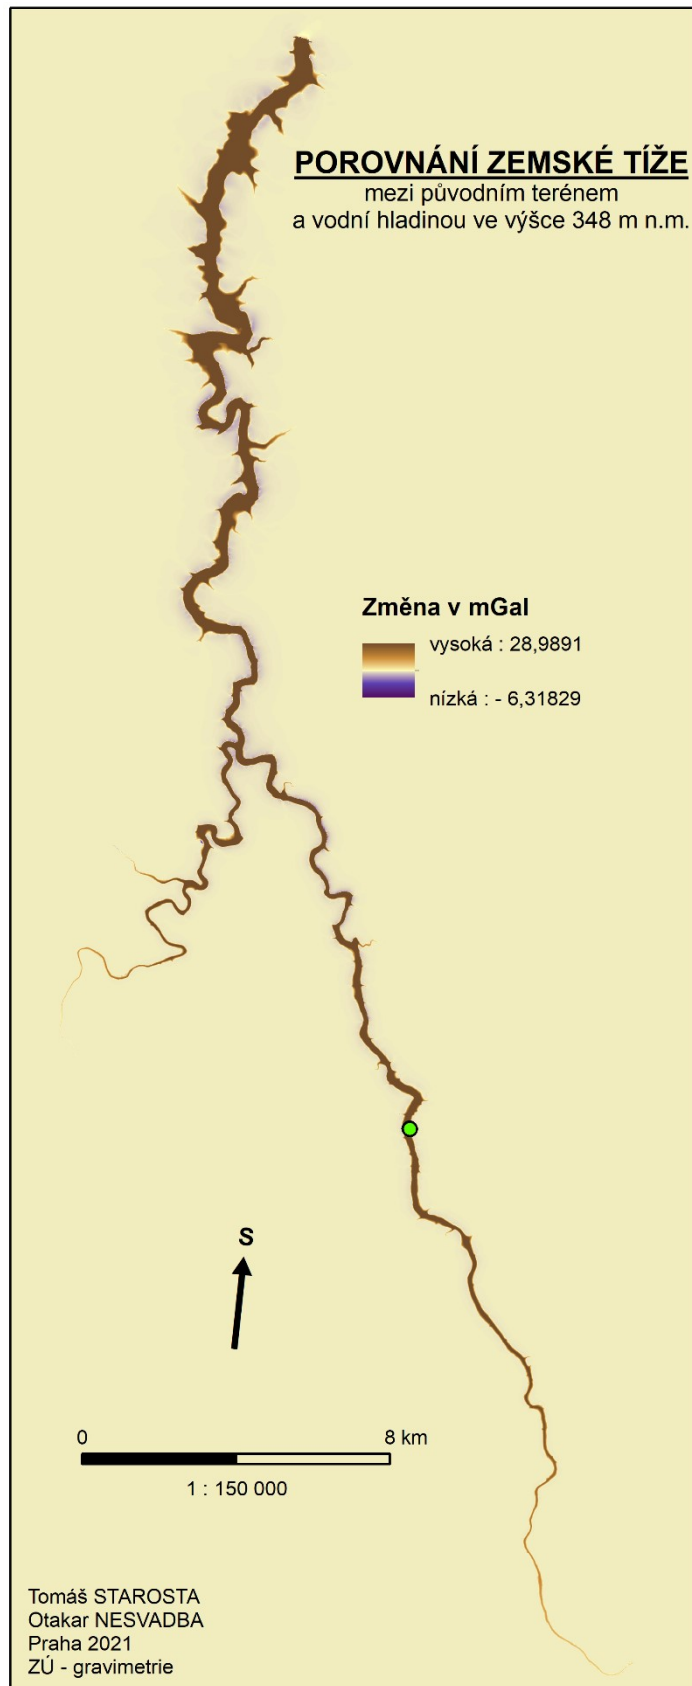 POROVNÁNÍ ZEMSKÉ TÍŽE
mezi původním terénem
a vodní hladinou ve výšce 348 m n.m.
Změna v mGal
vysoká : 28,9891
nízká : - 6,31829
S
0 8 km
1 : 150 000
Tomáš STAROSTA
Otakar NESVADBA
Praha 2021
ZÚ - gravimetrie